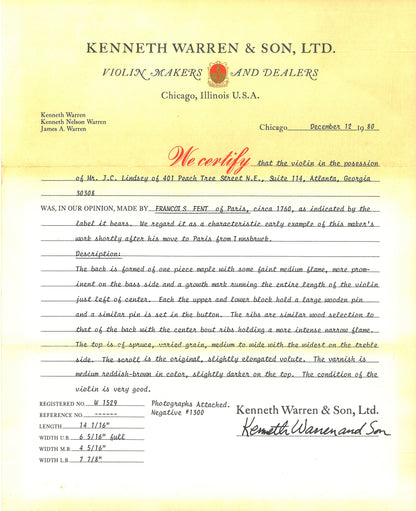 KENNETH WARREN & SON, LTD.
VIOLIN MAKERS AND DEALERS
Chicago, Illinois U.S.A.
Kenneth Warren
Kenneth Nelson Warren
James A. Warren
Chicago December 12 1980
We certify that the violin in the posession
of Mr. J.C. Lindsey of 401 Peach Tree Street N.E., Suite 114, Atlanta, Georgia
30308
WAS, IN OUR OPINION, MADE BY FRANCOIS FENT of Paris, circa 1760, as indicated by the
label it bears. We regard it as a characteristic early example of this maker's
work shortly after his move to Paris from Innsbruck.
Description:
The back is formed of one piece maple with some faint medium flame, more prom-
inent on the bass side and a growth mark running the entire length of the violin
just left of center. Each the upper and lower block hold a large wooden pin
and a similar pin is set in the button. The ribs are similar wood selection to
that of the back with the center bout ribs holding a more intense narrow flame.
The top is of spruce, varied grain, medium to wide with the widest on the treble
side. The scroll is the original, slightly elongated volute. The varnish is
medium reddish-brown in color, slightly darker on the top. The condition of the
violin is very good.
REGISTERED NO. W 1529
REFERENCE NO. ------
LENGTH 14 1/16"
WIDTH U.B. 6 5/16" full
WIDTH M.B. 4 5/16"
WIDTH L.B. 7 7/8"
Photographs Attached.
Negative #1300
Kenneth Warren & Son, Ltd.
Kenneth Warren and Son